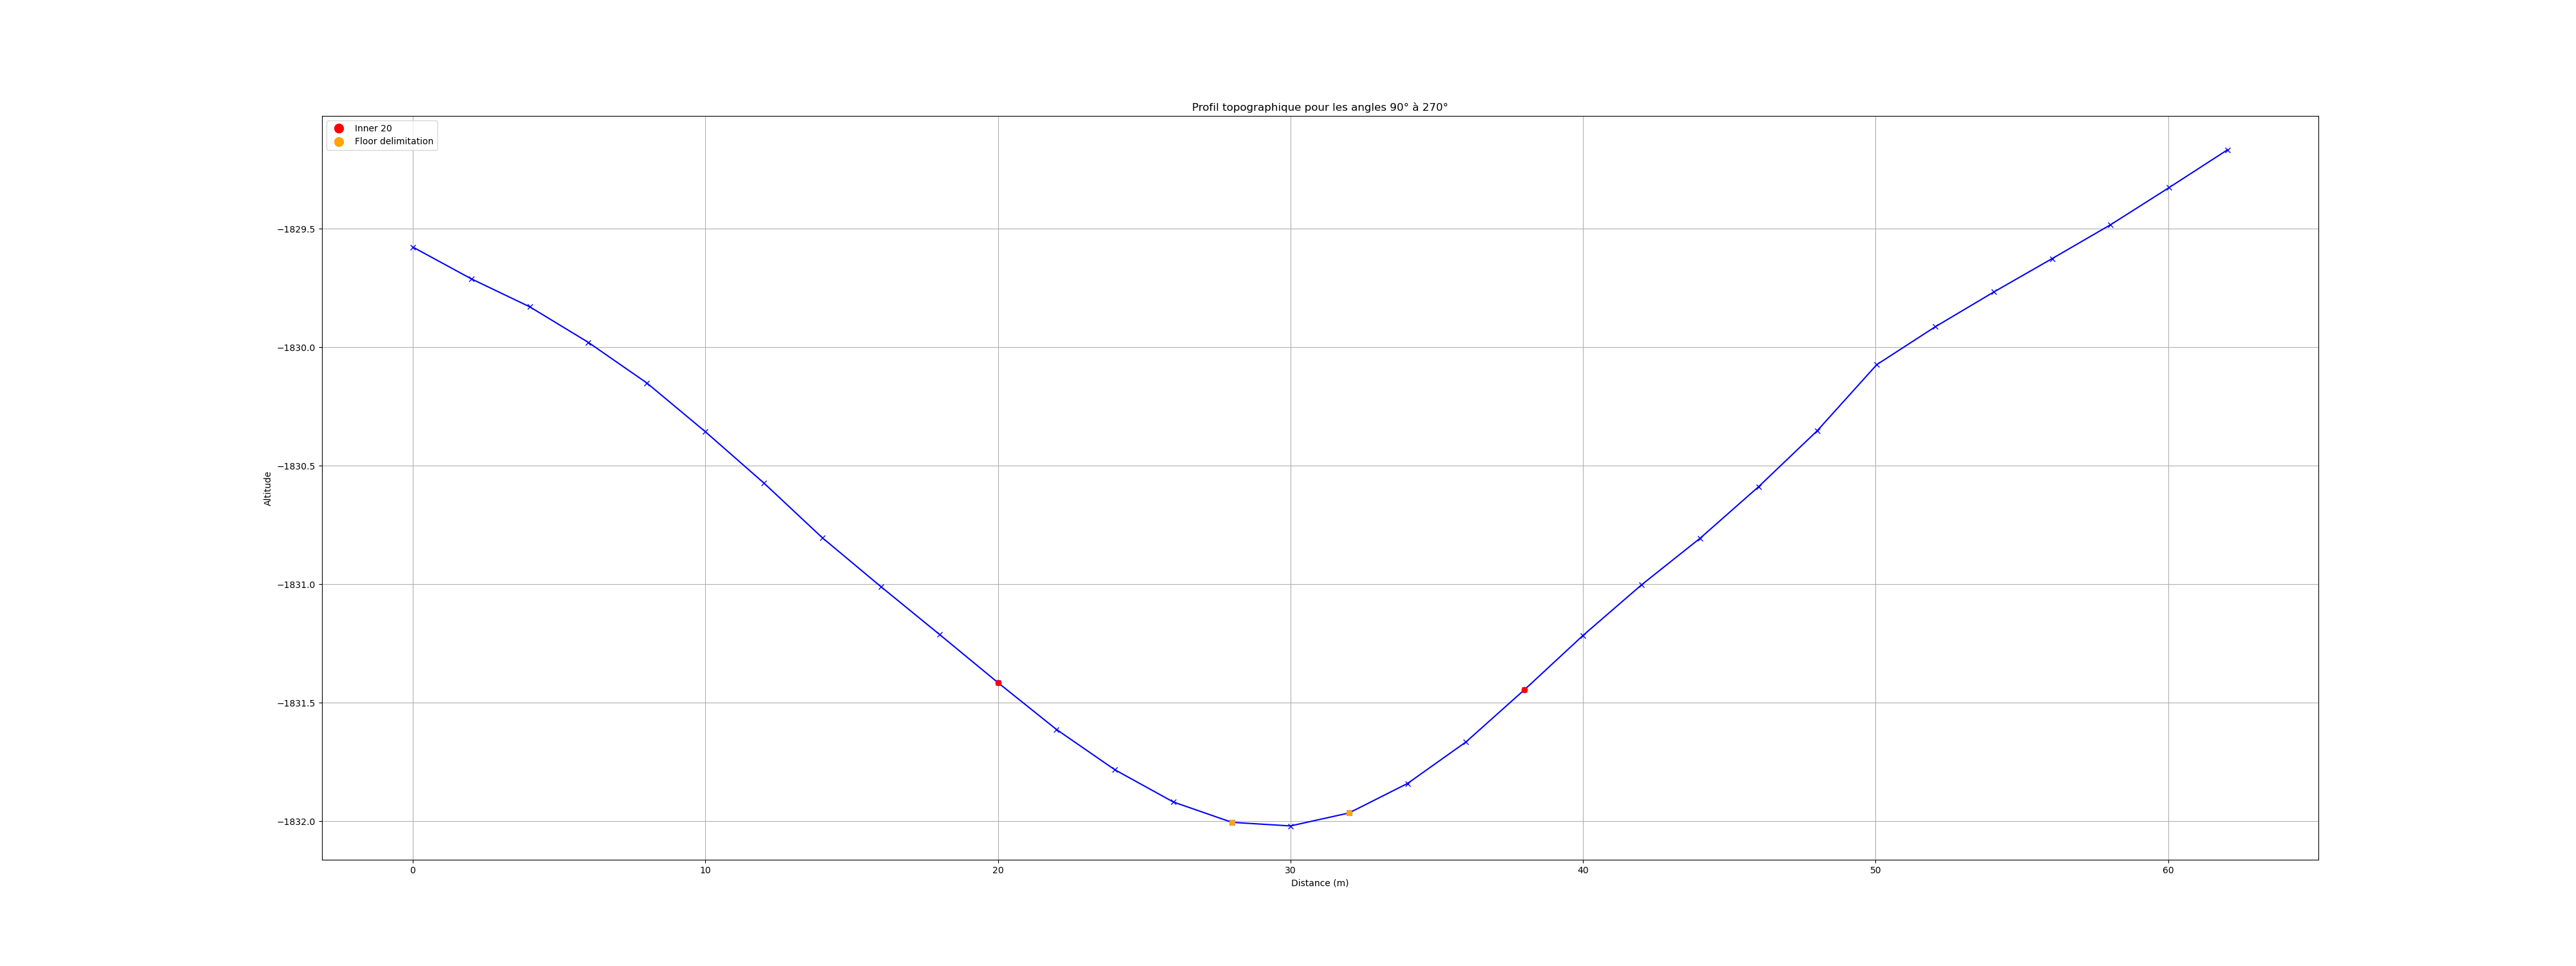 Profil topographique pour les angles 90° à 270°
Inner 20
Floor delimitation
−1829.5
−1830.0
−1830.5
−1831.0
−1831.5
−1832.0
Altitude
0 10 20 30 40 50 60
Distance (m)